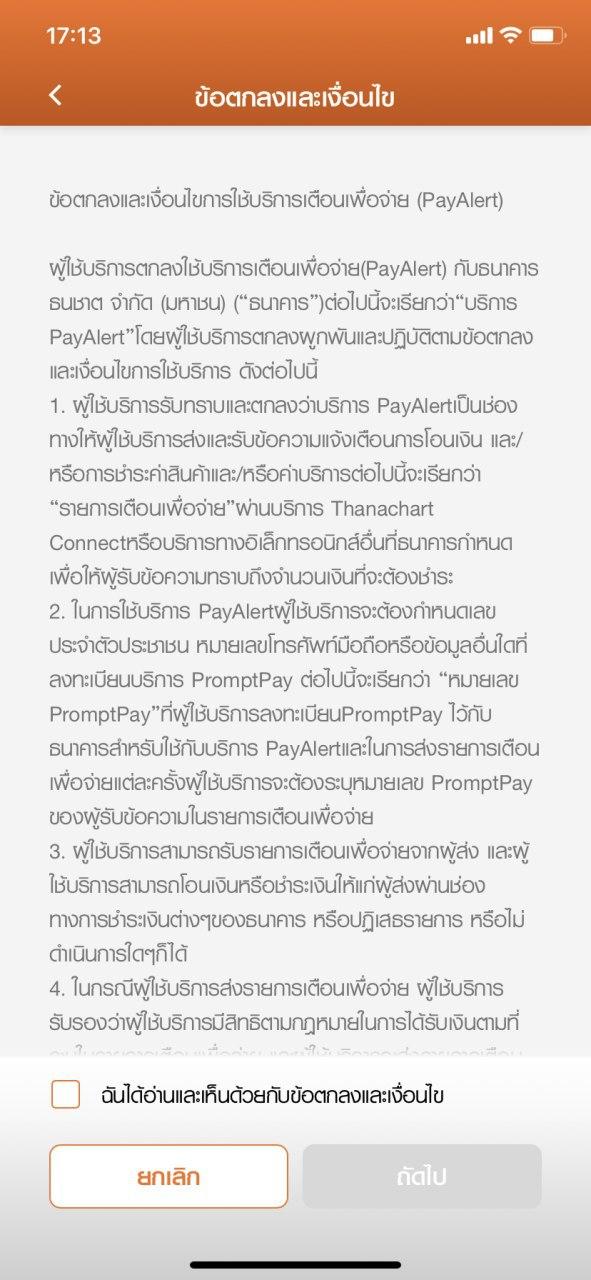 17:13
ข้อตกลงและเงื่อนไข
ข้อตกลงและเงื่อนไขการใช้บริการเตือนเพื่อจ่าย (PayAlert)
ผู้ใช้บริการตกลงใช้บริการเตือนเพื่อจ่าย(PayAlert) กับธนาคาร
ธนชาต จำกัด (มหาชน) (“ธนาคาร”)ต่อไปนี้จะเรียกว่า“บริการ
PayAlert”โดยผู้ใช้บริการตกลงผูกพันและปฏิบัติตามข้อตกลง
และเงื่อนไขการใช้บริการ ดังต่อไปนี้
1. ผู้ใช้บริการรับทราบและตกลงว่าบริการ PayAlertเป็นช่อง
ทางให้ผู้ใช้บริการส่งและรับข้อความแจ้งเตือนการโอนเงิน และ/
หรือการชำระค่าสินค้าและ/หรือค่าบริการต่อไปนี้จะเรียกว่า
“รายการเตือนเพื่อจ่าย”ผ่านบริการ Thanachart
Connectหรือบริการทางอิเล็กทรอนิกส์อื่นที่ธนาคารกำหนด
เพื่อให้ผู้รับข้อความทราบถึงจำนวนเงินที่จะต้องชำระ
2. ในการใช้บริการ PayAlertผู้ใช้บริการจะต้องกำหนดเลข
ประจำตัวประชาชน หมายเลขโทรศัพท์มือถือหรือข้อมูลอื่นใดที่
ลงทะเบียนบริการ PromptPay ต่อไปนี้จะเรียกว่า “หมายเลข
PromptPay”ที่ผู้ใช้บริการลงทะเบียนPromptPay ไว้กับ
ธนาคารสำหรับใช้กับบริการ PayAlertและในการส่งรายการเตือน
เพื่อจ่ายแต่ละครั้งผู้ใช้บริการจะต้องระบุหมายเลข PromptPay
ของผู้รับข้อความในรายการเตือนเพื่อจ่าย
3. ผู้ใช้บริการสามารถรับรายการเตือนเพื่อจ่ายจากผู้ส่ง และผู้
ใช้บริการสามารถโอนเงินหรือชำระเงินให้แก่ผู้ส่งผ่านช่อง
ทางการชำระเงินต่างๆของธนาคาร หรือปฏิเสธรายการ หรือไม่
ดำเนินการใดๆก็ได้
4. ในกรณีผู้ใช้บริการส่งรายการเตือนเพื่อจ่าย ผู้ใช้บริการ
รับรองว่าผู้ใช้บริการมีสิทธิตามกฎหมายในการได้รับเงินตามที่
ฉันได้อ่านและเห็นด้วยกับข้อตกลงและเงื่อนไข
ยกเลิก
ถัดไป